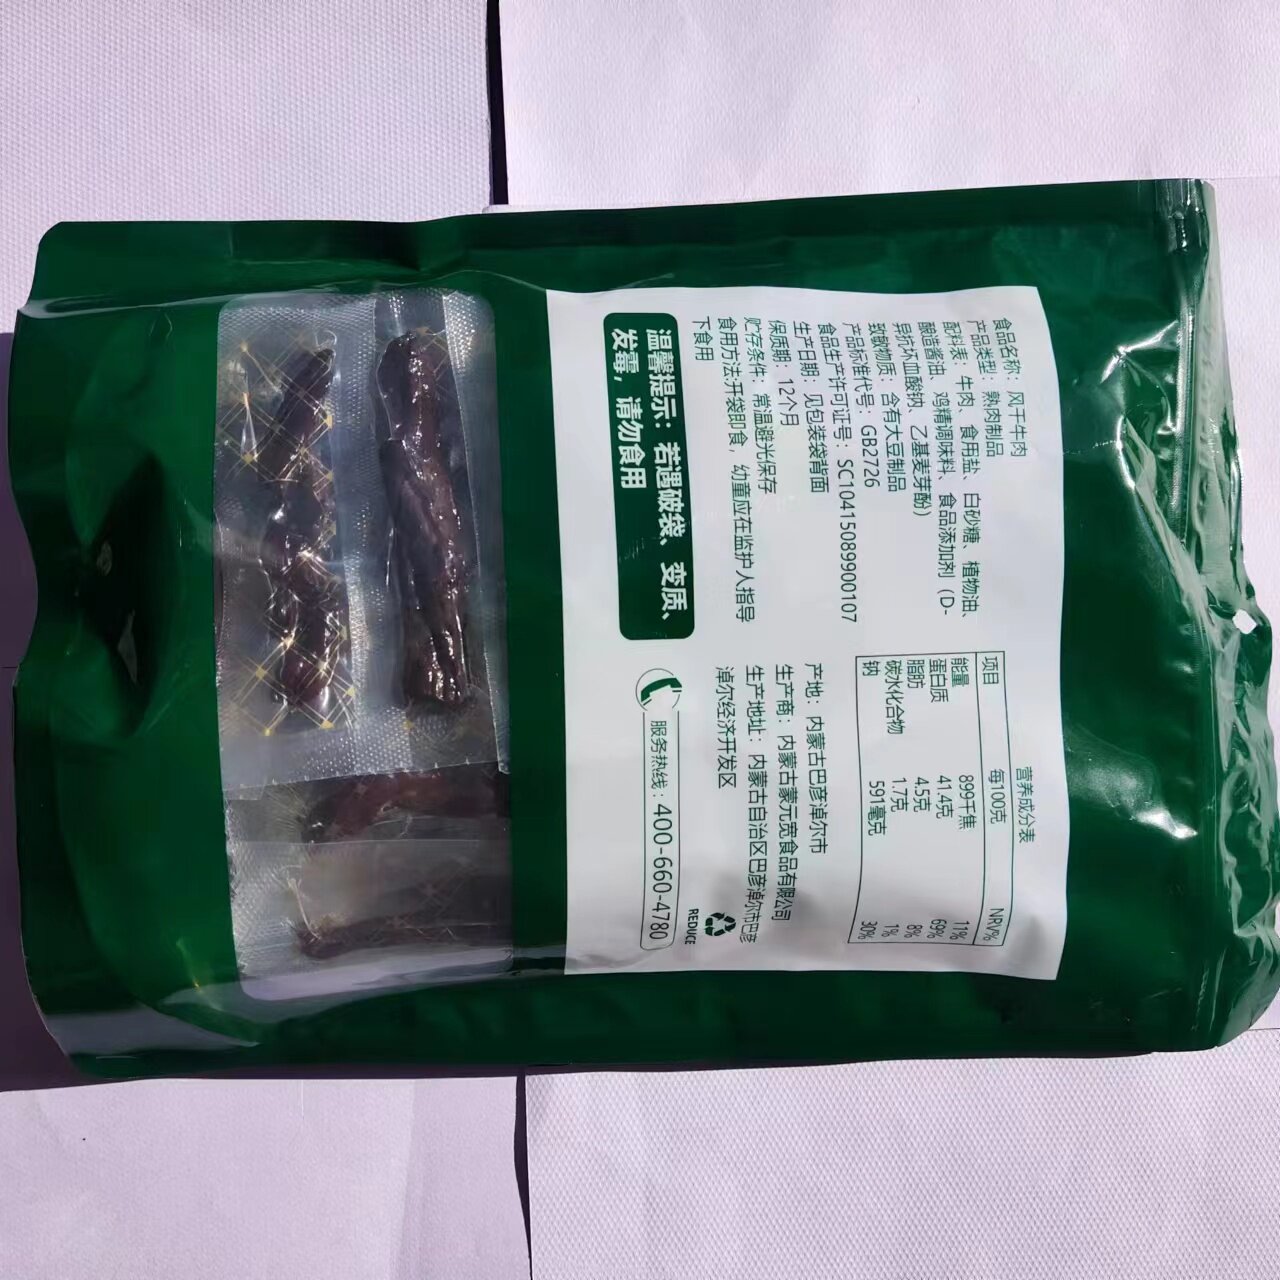 食品名称：风干牛肉
产品类型：熟肉制品
配料表：牛肉、食用盐、白砂糖、植物油、
酿造酱油、鸡精调味料、食品添加剂（D-
异抗坏血酸钠、乙基麦芽酚）
致敏物质：含有大豆制品
产品标准代号：GB2726
食品生产许可证号：SC10415089900107
生产日期：见包装袋背面
保质期：12个月
贮存条件：常温避光保存
食用方法:开袋即食，幼童应在监护人指导
下食用
温馨提示：若遇破袋、变质、
发霉，请勿食用
营养成分表
项目 每100克 NRV%
能量 899千焦 11%
蛋白质 41.4克 69%
脂肪 4.5克 8%
碳水化合物 1.7克 1%
钠 591毫克 30%
产地：内蒙古巴彦淖尔市
生产商：内蒙古蒙元宽食品有限公司
生产地址：内蒙古自治区巴彦淖尔市巴彦
淖尔经济开发区
REDUCE
服务热线：400-660-4780